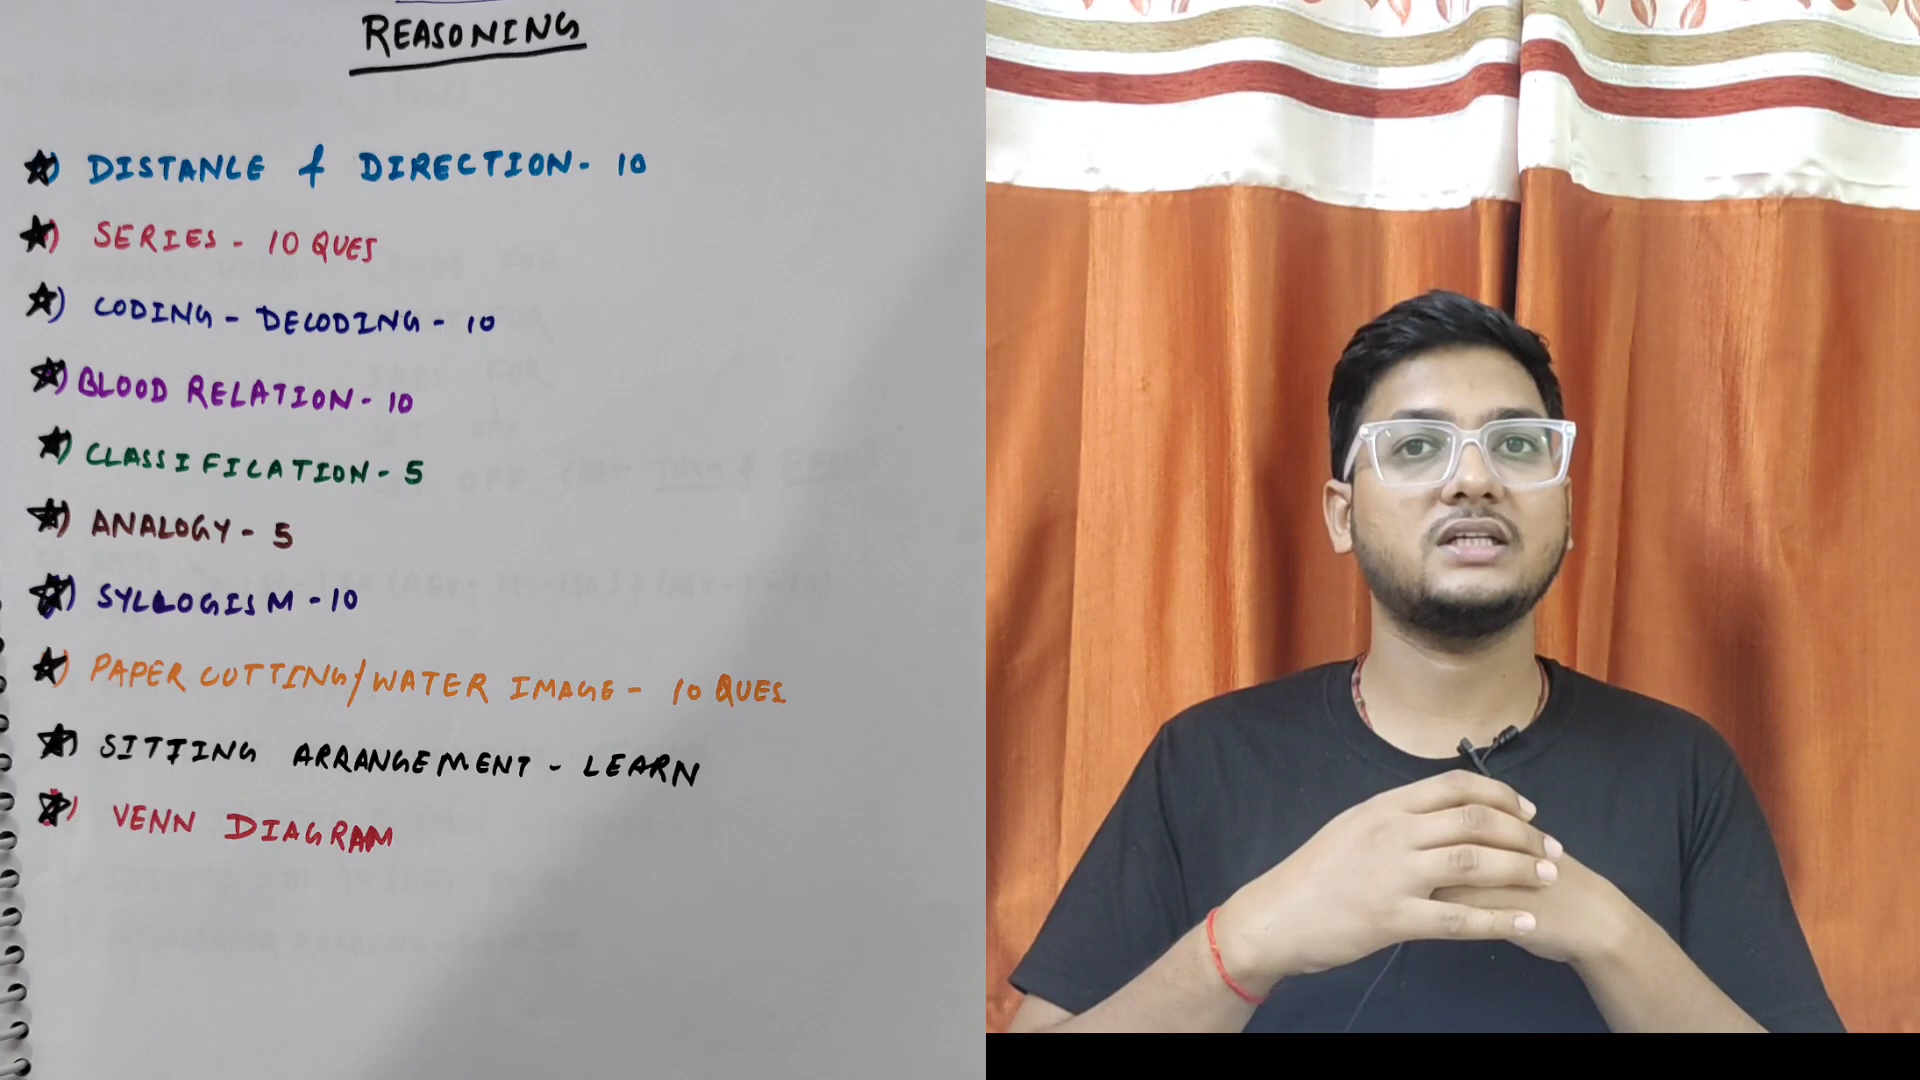 REASONING
DISTANCE & DIRECTION - 10
SERIES - 10 QUES
CODING - DECODING - 10
BLOOD RELATION - 10
CLASSIFICATION - 5
ANALOGY - 5
SYLLOGISM - 10
PAPER CUTTING/WATER IMAGE - 10 QUES
SITTING ARRANGEMENT - LEARN
VENN DIAGRAM